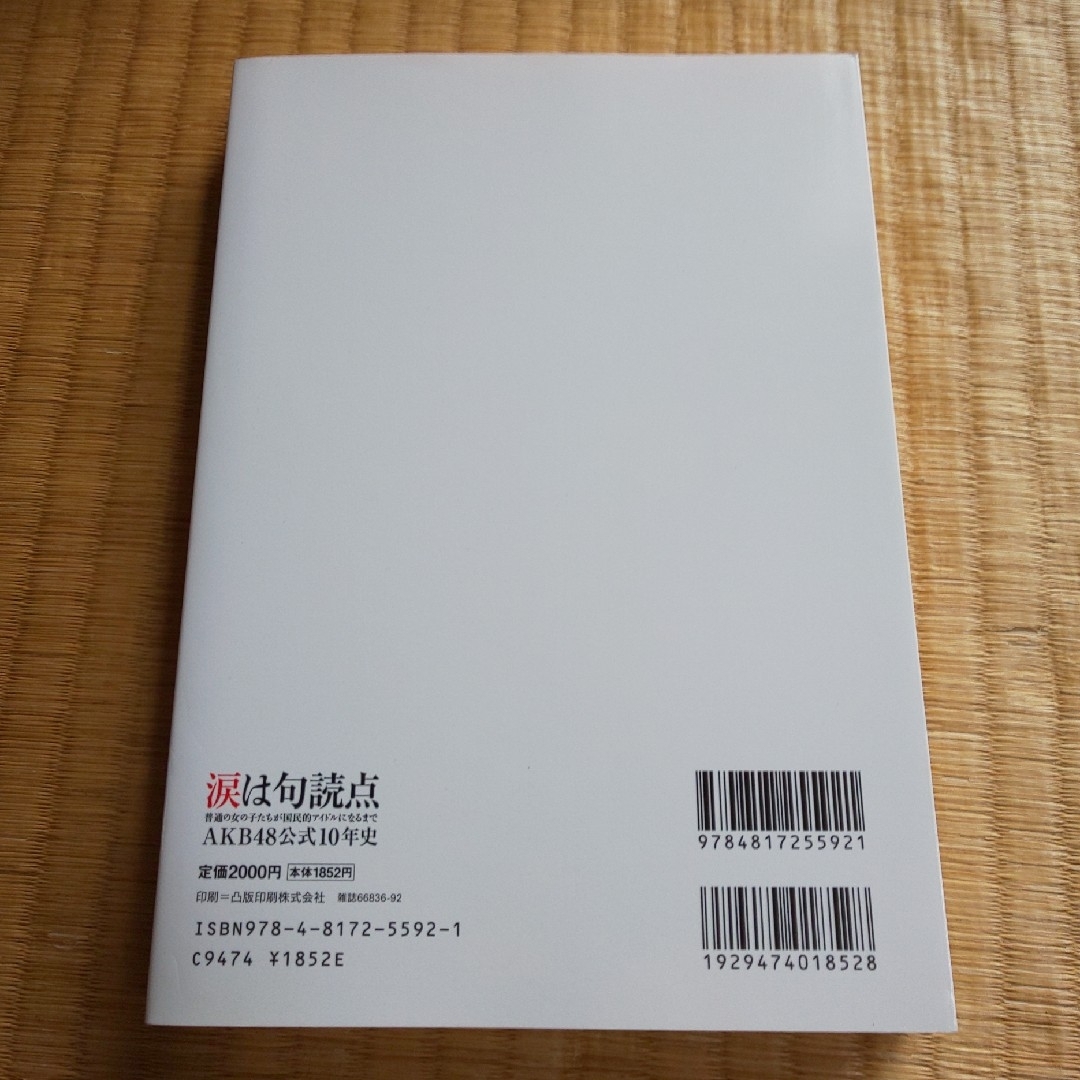 涙は句読点
普通の女の子たちが国民的アイドルになるまで
AKB48公式10年史
定価2000円 本体1852円
印刷＝凸版印刷株式会社 雑誌66836-92
ISBN978-4-8172-5592-1
C9474 ¥1852E
9784817255921
1929474018528